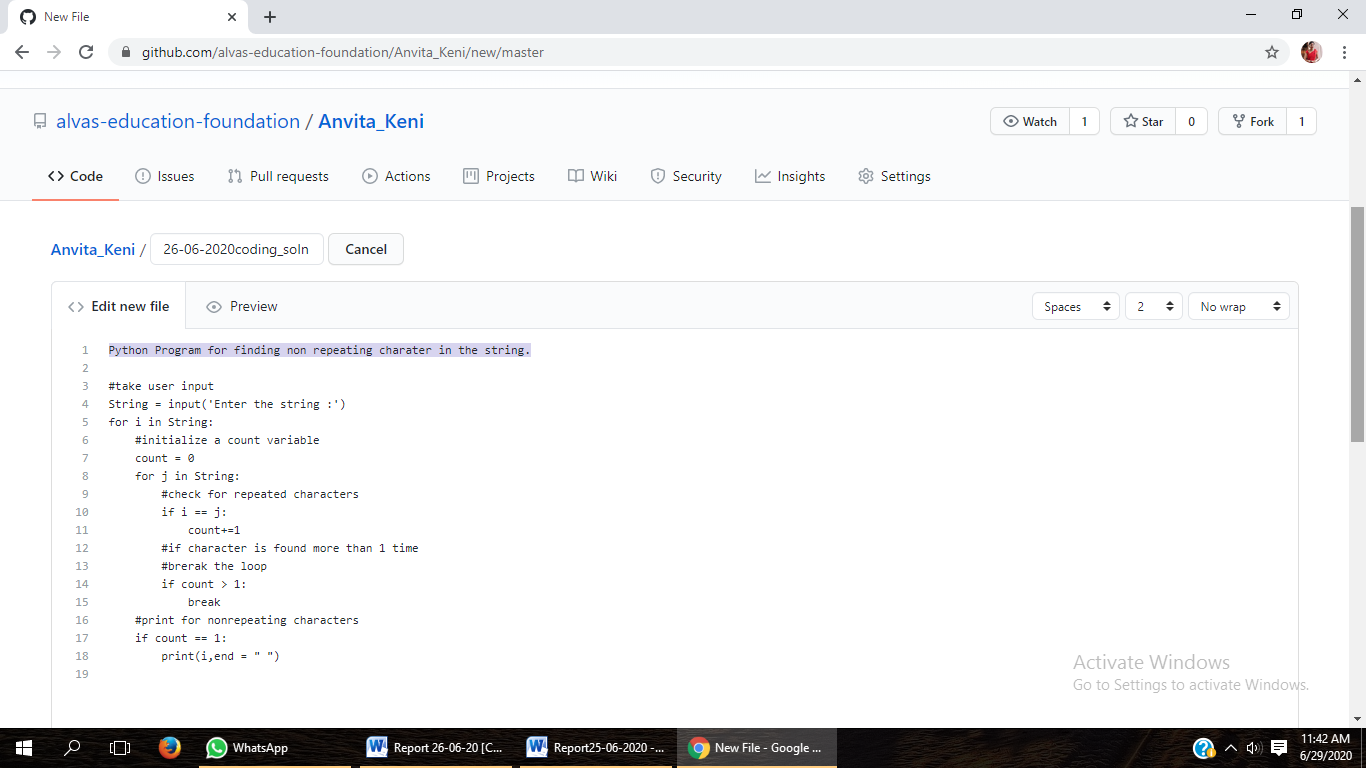 New File
github.com/alvas-education-foundation/Anvita_Keni/new/master
alvas-education-foundation / Anvita_Keni
Watch 1 Star 0 Fork 1
Code Issues Pull requests Actions Projects Wiki Security Insights Settings
Anvita_Keni / 26-06-2020coding_soln Cancel
Edit new file Preview Spaces 2 No wrap
1 Python Program for finding non repeating charater in the string.
2
3 #take user input
4 String = input('Enter the string :')
5 for i in String:
6     #initialize a count variable
7     count = 0
8     for j in String:
9         #check for repeated characters
10         if i == j:
11             count+=1
12         #if character is found more than 1 time
13         #brerak the loop
14         if count > 1:
15             break
16     #print for nonrepeating characters
17     if count == 1:
18         print(i,end = " ")
19
Activate Windows
Go to Settings to activate Windows.
WhatsApp Report 26-06-20 [C... Report25-06-2020 -... New File - Google ... 11:42 AM
6/29/2020